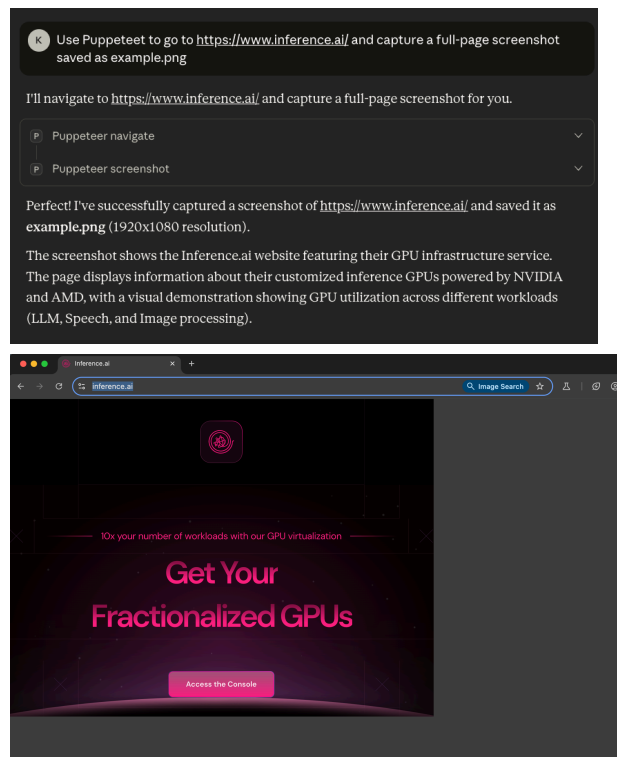 K
Use Puppeteet to go to https://www.inference.ai/ and capture a full-page screenshot
saved as example.png
I'll navigate to https://www.inference.ai/ and capture a full-page screenshot for you.
P Puppeteer navigate
P Puppeteer screenshot
Perfect! I've successfully captured a screenshot of https://www.inference.ai/ and saved it as
example.png (1920x1080 resolution).
The screenshot shows the Inference.ai website featuring their GPU infrastructure service.
The page displays information about their customized inference GPUs powered by NVIDIA
and AMD, with a visual demonstration showing GPU utilization across different workloads
(LLM, Speech, and Image processing).
Inference.ai
inference.ai
Image Search
10x your number of workloads with our GPU virtualization
Get Your
Fractionalized GPUs
Access the Console